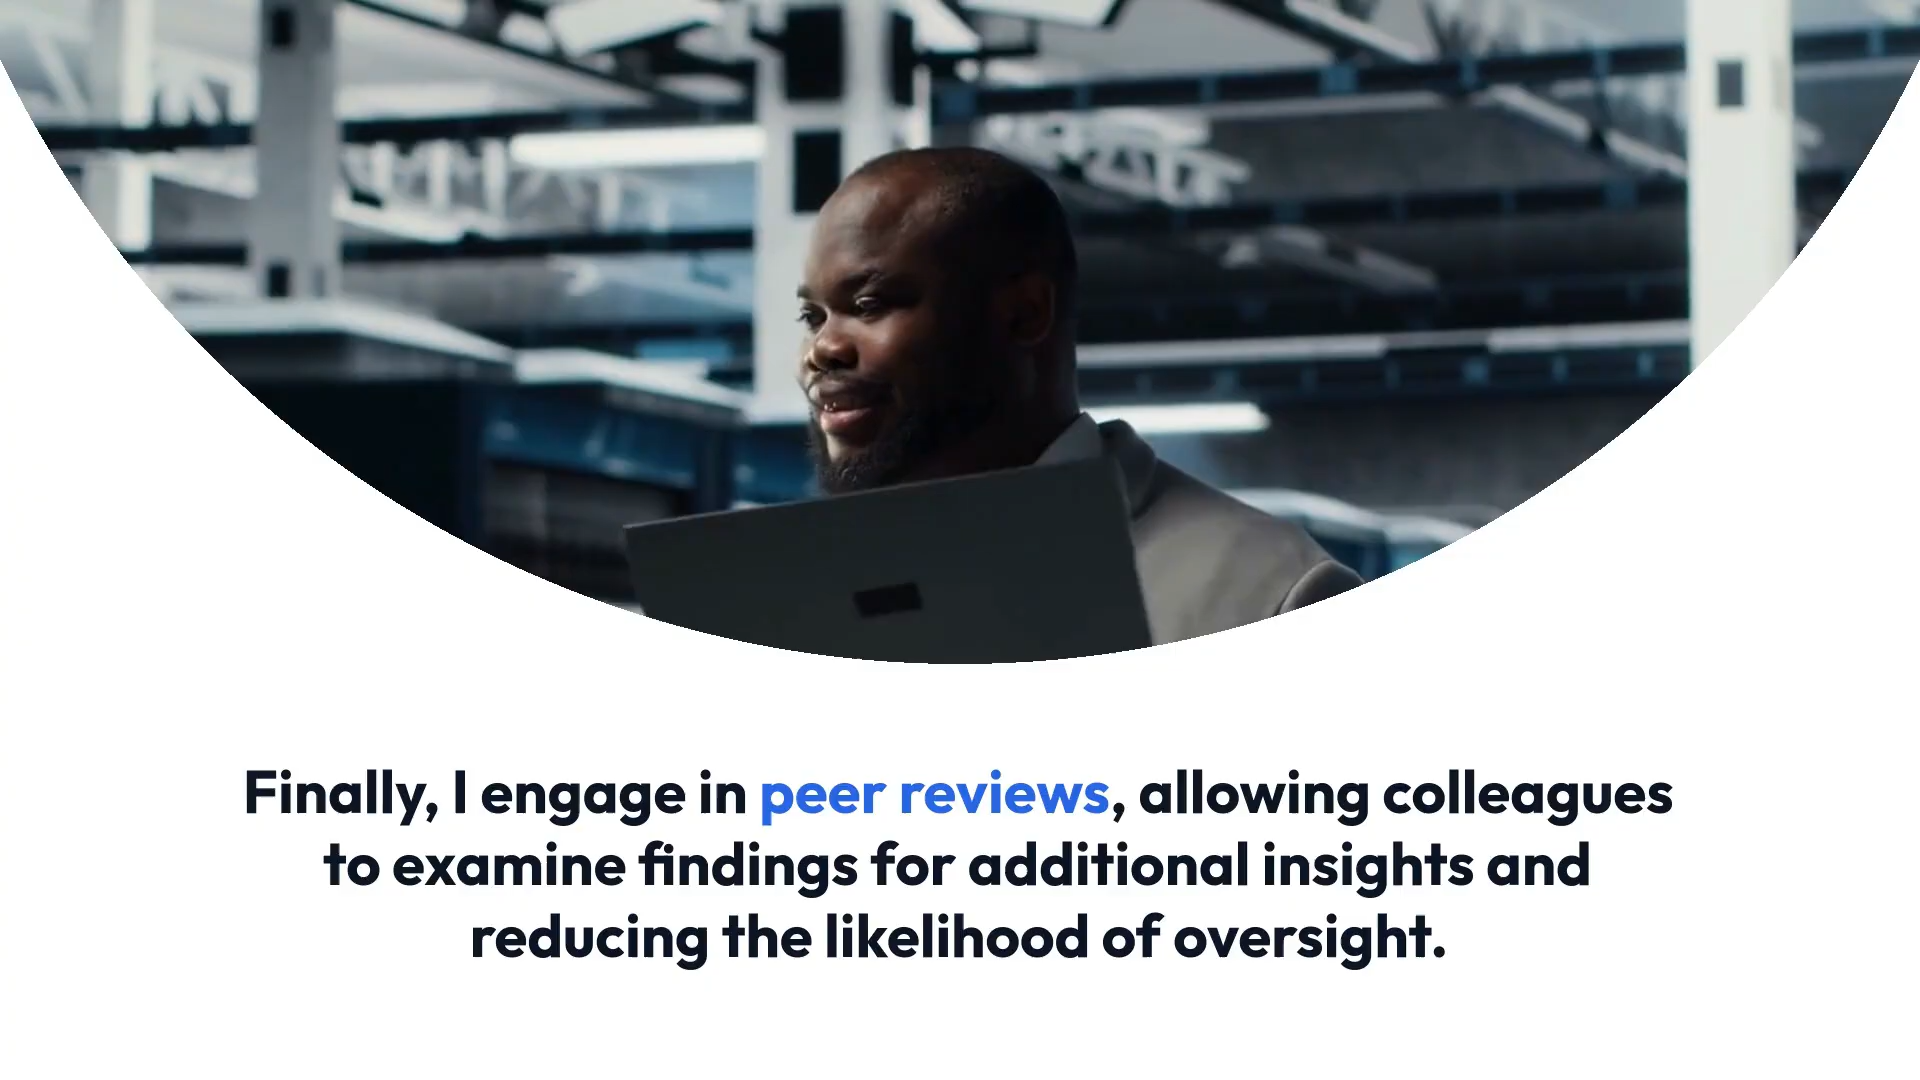 Finally, I engage in peer reviews, allowing colleagues
to examine findings for additional insights and
reducing the likelihood of oversight.